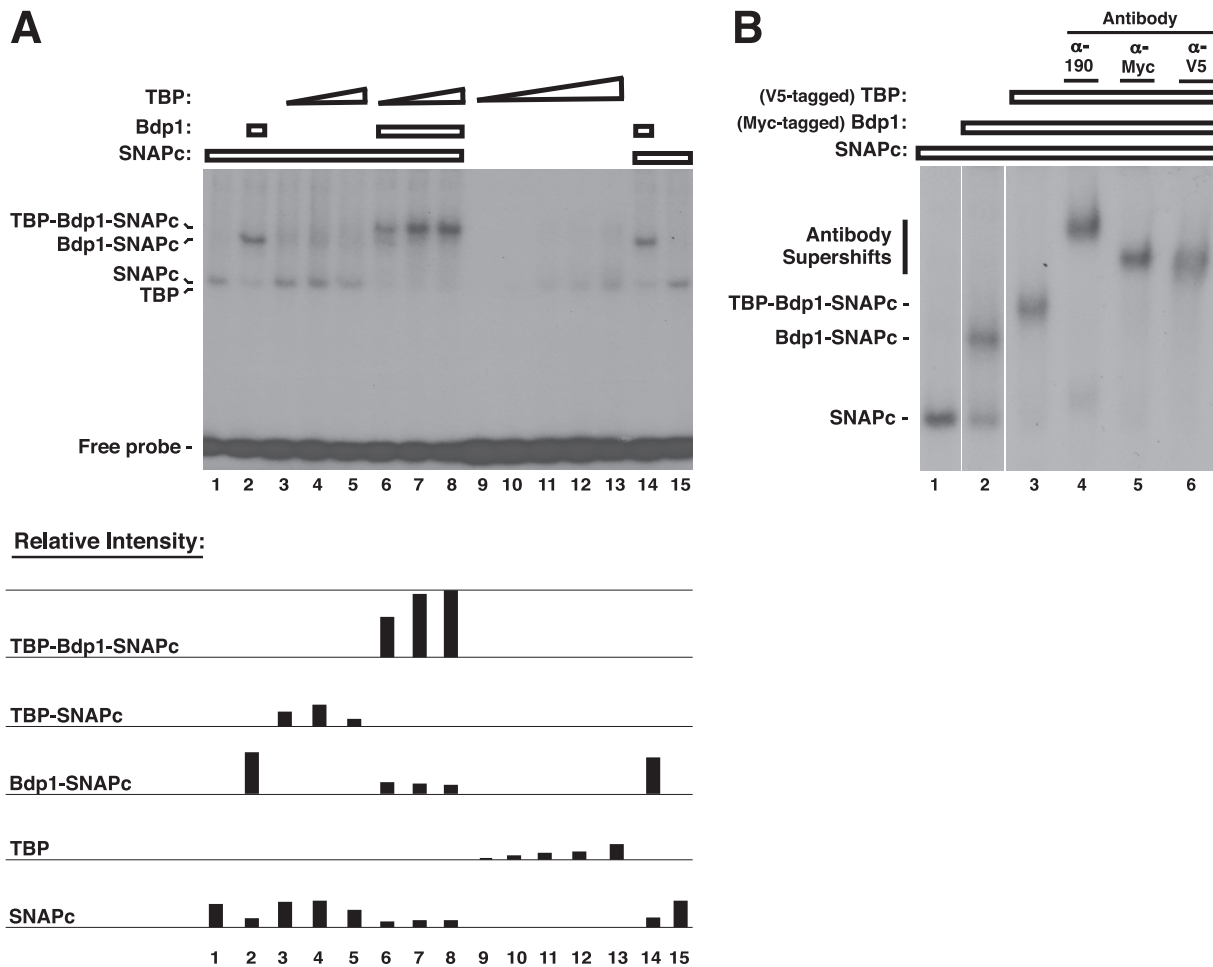 A
TBP:
Bdp1:
SNAPc:
TBP-Bdp1-SNAPc
Bdp1-SNAPc
SNAPc
TBP
Free probe -
1 2 3 4 5 6 7 8 9 10 11 12 13 14 15
Relative Intensity:
TBP-Bdp1-SNAPc
TBP-SNAPc
Bdp1-SNAPc
TBP
SNAPc
1 2 3 4 5 6 7 8 9 10 11 12 13 14 15
B
Antibody
α-190 α-Myc α-V5
(V5-tagged) TBP:
(Myc-tagged) Bdp1:
SNAPc:
Antibody
Supershifts
TBP-Bdp1-SNAPc -
Bdp1-SNAPc -
SNAPc -
1 2 3 4 5 6